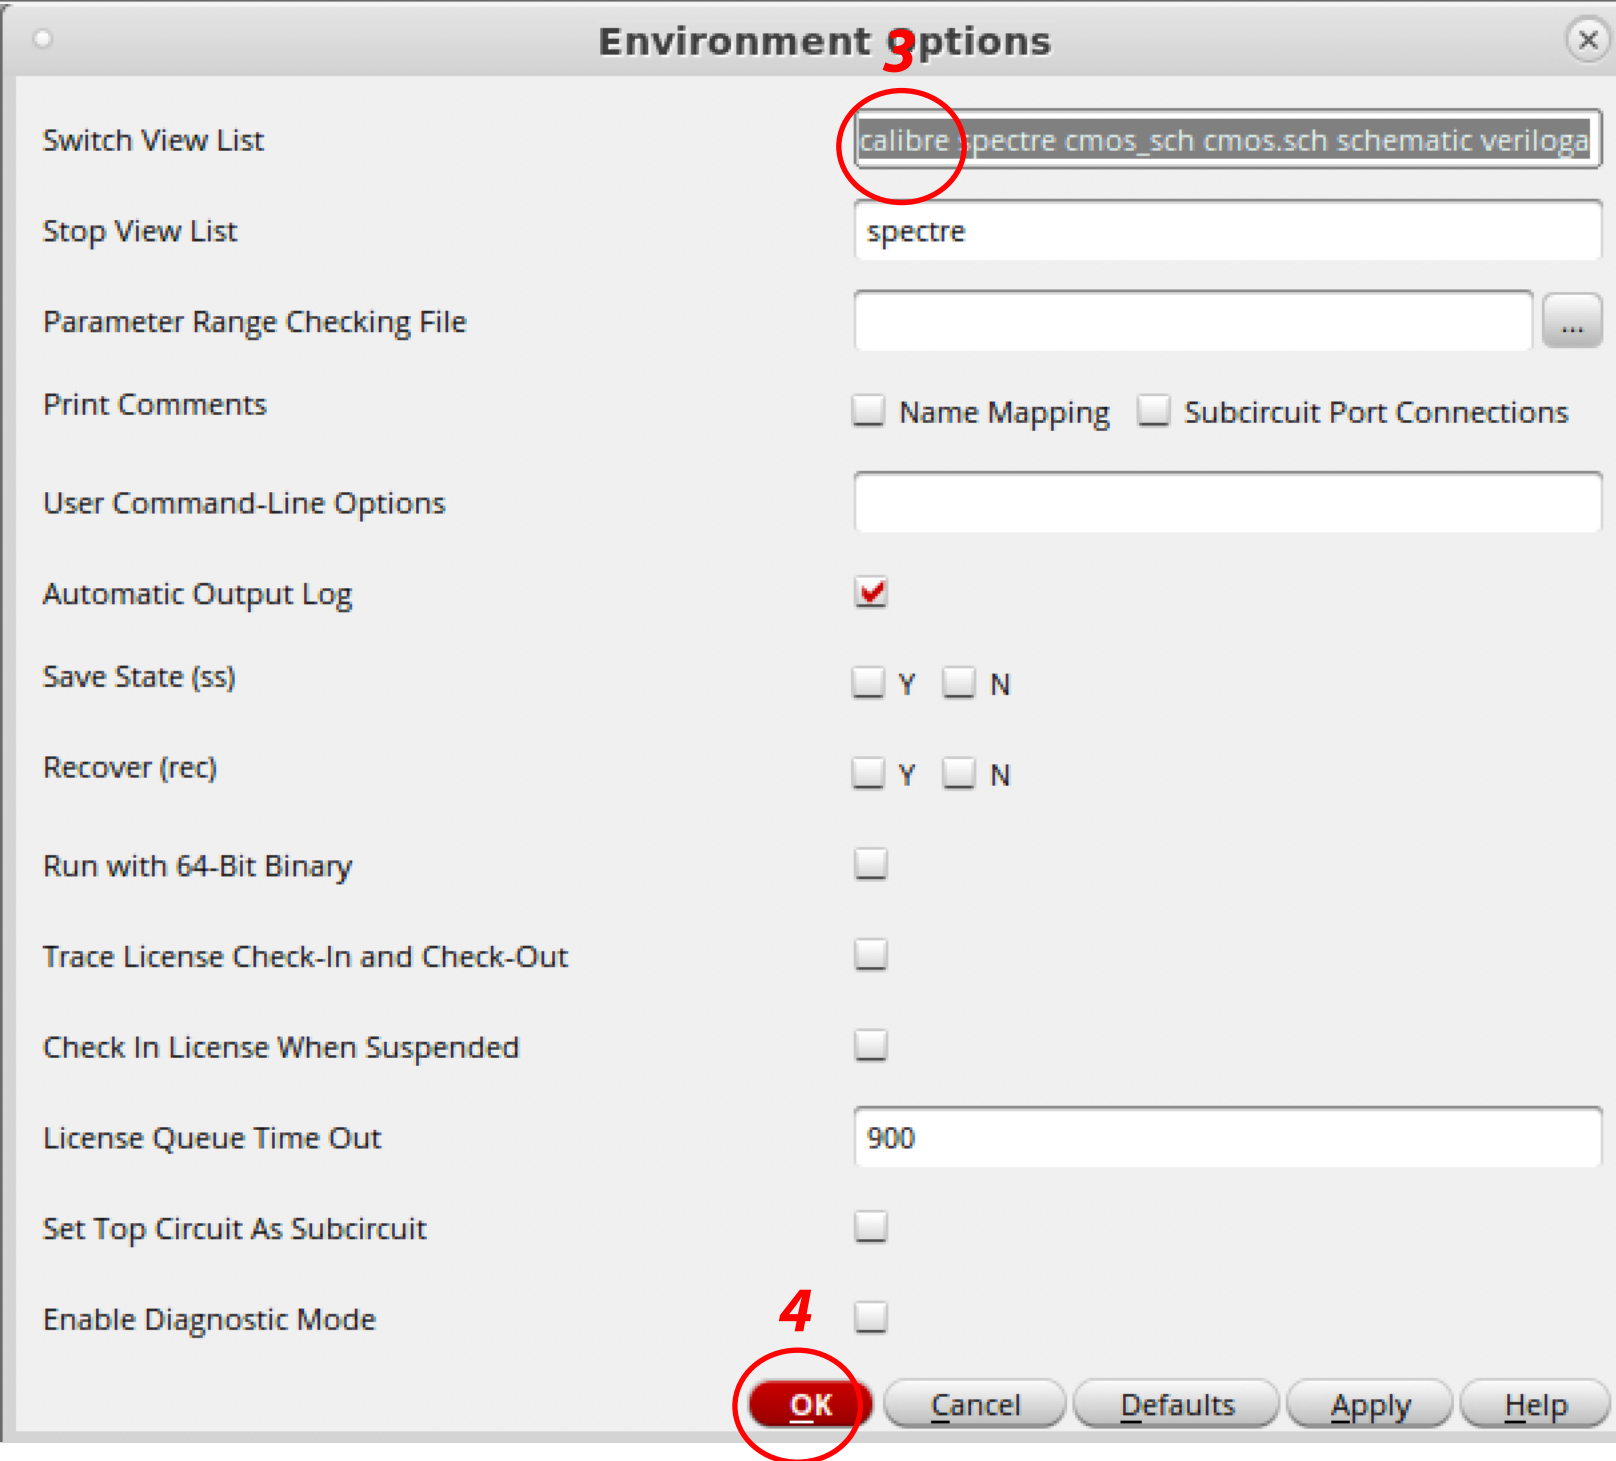 Environment Options
3
Switch View List calibre spectre cmos_sch cmos.sch schematic veriloga
Stop View List spectre
Parameter Range Checking File ...
Print Comments Name Mapping Subcircuit Port Connections
User Command-Line Options
Automatic Output Log
Save State (ss) Y N
Recover (rec) Y N
Run with 64-Bit Binary
Trace License Check-In and Check-Out
Check In License When Suspended
License Queue Time Out 900
Set Top Circuit As Subcircuit
Enable Diagnostic Mode
4
OK Cancel Defaults Apply Help